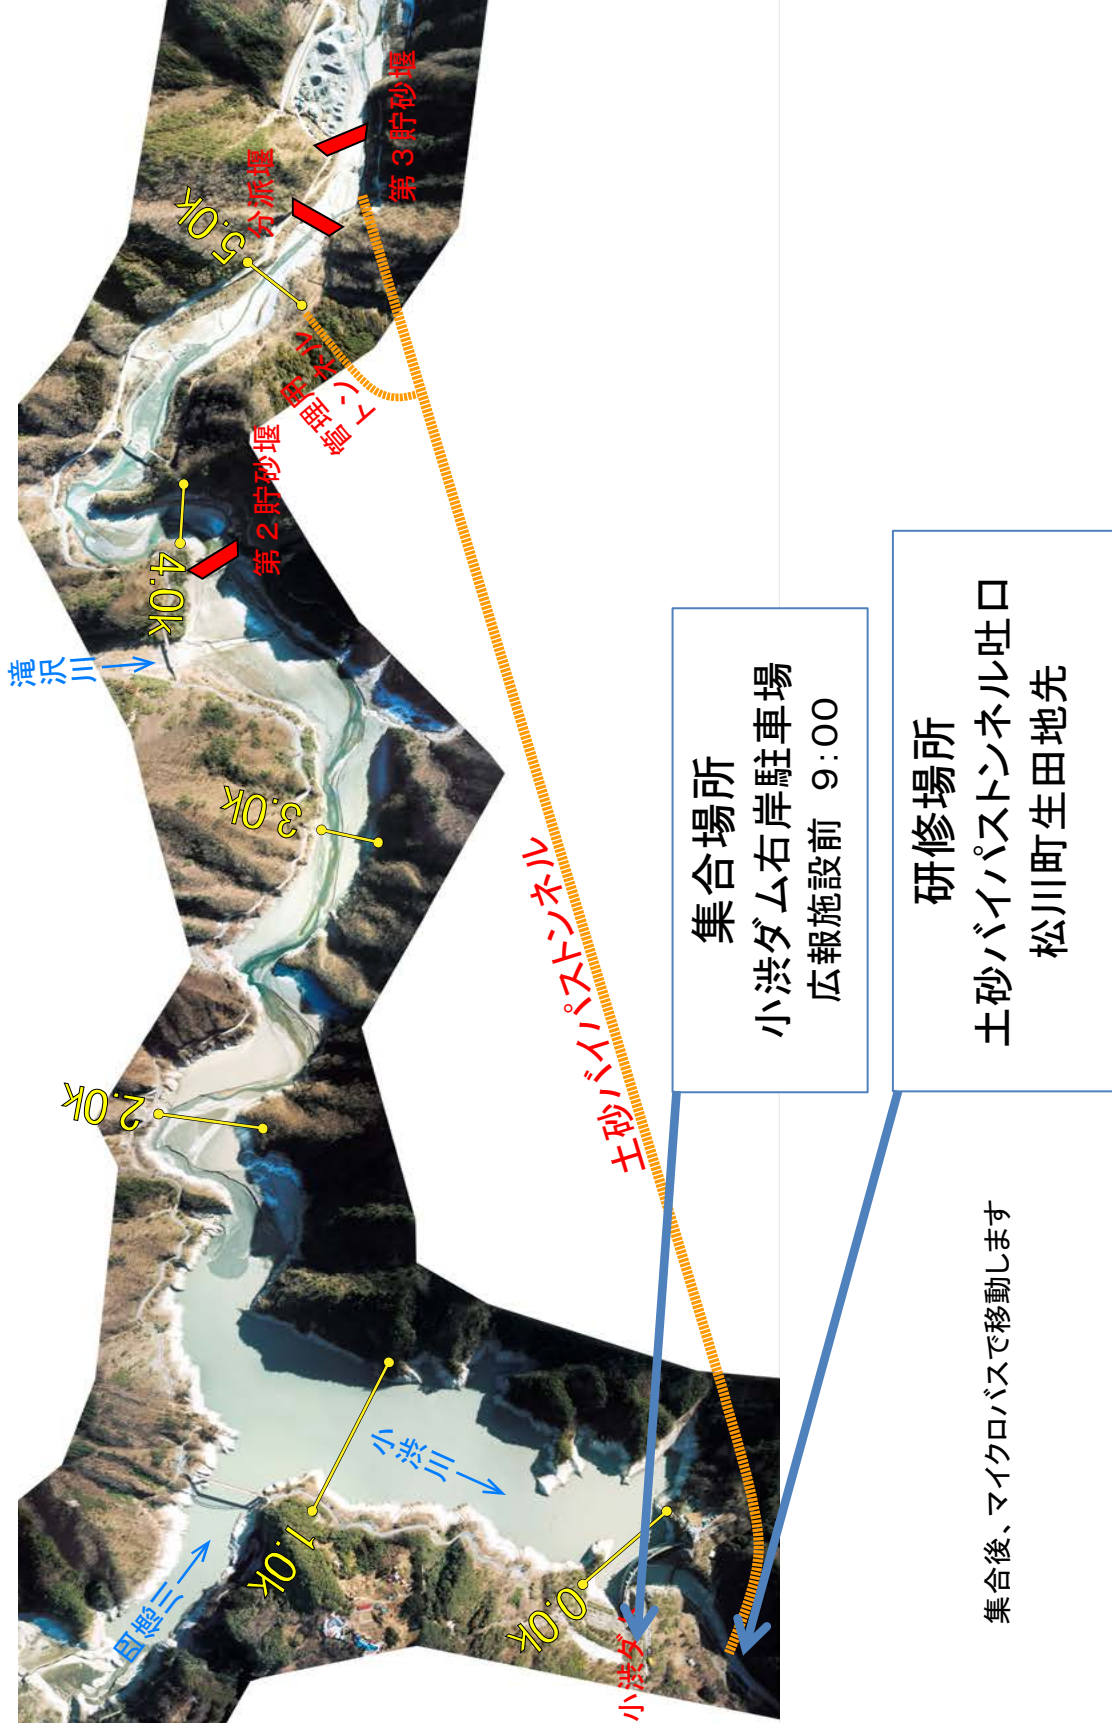 滝沢川
四徳川
小渋川
0.0k
1.0k
2.0k
3.0k
4.0k
5.0k
小渋ダ
第2貯砂堰
管理用
トンネル
分派堰
第3貯砂堰
土砂バイパストンネル
集合場所
小渋ダム右岸駐車場
広報施設前 9:00
研修場所
土砂バイパストンネル吐口
松川町生田地先
集合後、マイクロバスで移動します